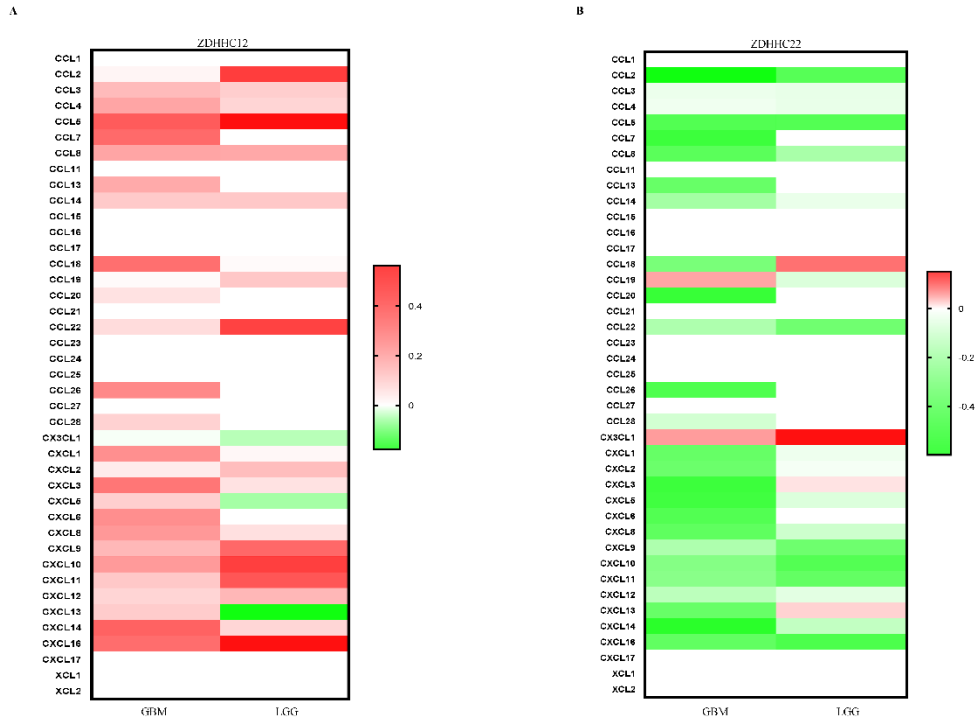 A
B
ZDHHC12
CCL1
CCL2
CCL3
CCL4
CCL5
CCL7
CCL8
CCL11
CCL13
CCL14
CCL15
CCL16
CCL17
CCL18
CCL19
CCL20
CCL21
CCL22
CCL23
CCL24
CCL25
CCL26
CCL27
CCL28
CX3CL1
CXCL1
CXCL2
CXCL3
CXCL5
CXCL6
CXCL8
CXCL9
CXCL10
CXCL11
CXCL12
CXCL13
CXCL14
CXCL16
CXCL17
XCL1
XCL2
GBM LGG
0.4
0.2
0
ZDHHC22
CCL1
CCL2
CCL3
CCL4
CCL5
CCL7
CCL8
CCL11
CCL13
CCL14
CCL15
CCL16
CCL17
CCL18
CCL19
CCL20
CCL21
CCL22
CCL23
CCL24
CCL25
CCL26
CCL27
CCL28
CX3CL1
CXCL1
CXCL2
CXCL3
CXCL5
CXCL6
CXCL8
CXCL9
CXCL10
CXCL11
CXCL12
CXCL13
CXCL14
CXCL16
CXCL17
XCL1
XCL2
GBM LGG
0
-0.2
-0.4